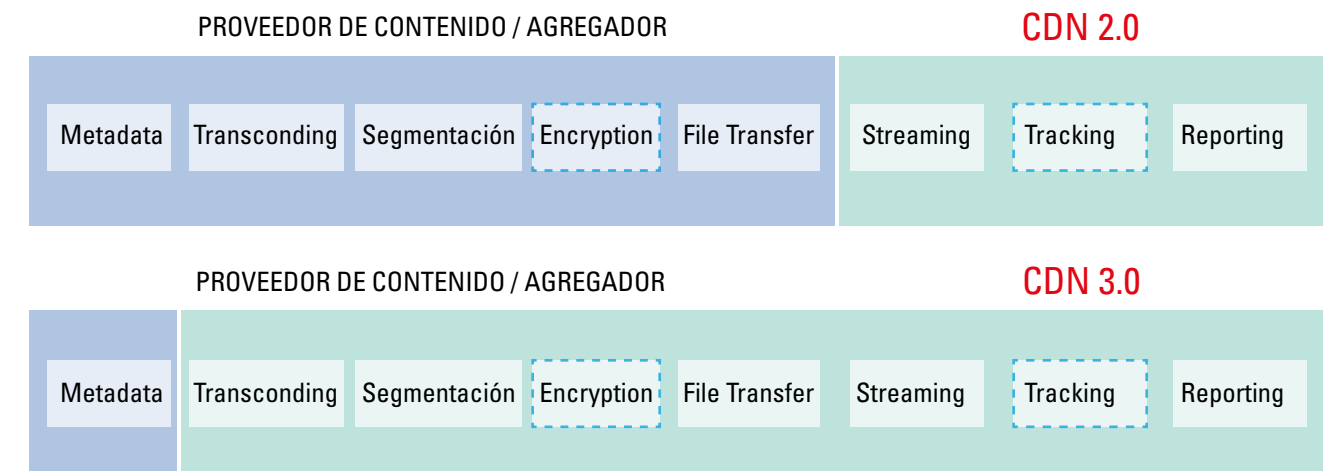 PROVEEDOR DE CONTENIDO / AGREGADOR CDN 2.0
Metadata Transconding Segmentación Encryption File Transfer Streaming Tracking Reporting
PROVEEDOR DE CONTENIDO / AGREGADOR CDN 3.0
Metadata Transconding Segmentación Encryption File Transfer Streaming Tracking Reporting